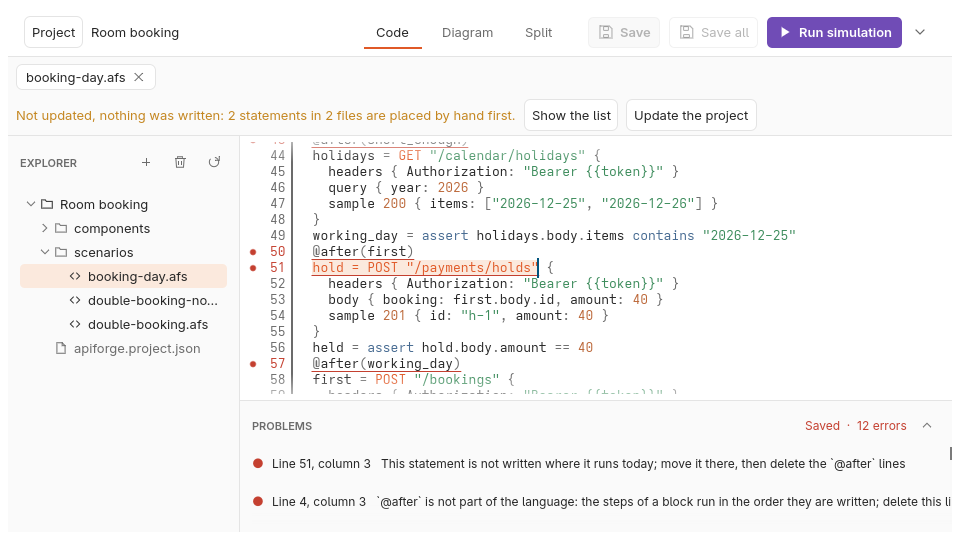 Project Room booking Code Diagram Split Save Save all Run simulation
booking-day.afs
Not updated, nothing was written: 2 statements in 2 files are placed by hand first. Show the list Update the project
EXPLORER
Room booking
components
scenarios
booking-day.afs
double-booking-no...
double-booking.afs
apiforge.project.json
44 holidays = GET "/calendar/holidays" {
45 headers { Authorization: "Bearer {{token}}" }
46 query { year: 2026 }
47 sample 200 { items: ["2026-12-25", "2026-12-26"] }
48 }
49 working_day = assert holidays.body.items contains "2026-12-25"
50 @after(first)
51 hold = POST "/payments/holds" {
52 headers { Authorization: "Bearer {{token}}" }
53 body { booking: first.body.id, amount: 40 }
54 sample 201 { id: "h-1", amount: 40 }
55 }
56 held = assert hold.body.amount == 40
57 @after(working_day)
58 first = POST "/bookings" {
59 headers { Authorization: "Bearer {{token}}" }
PROBLEMS Saved · 12 errors
Line 51, column 3 This statement is not written where it runs today; move it there, then delete the `@after` lines
Line 4, column 3 `@after` is not part of the language: the steps of a block run in the order they are written; delete this li